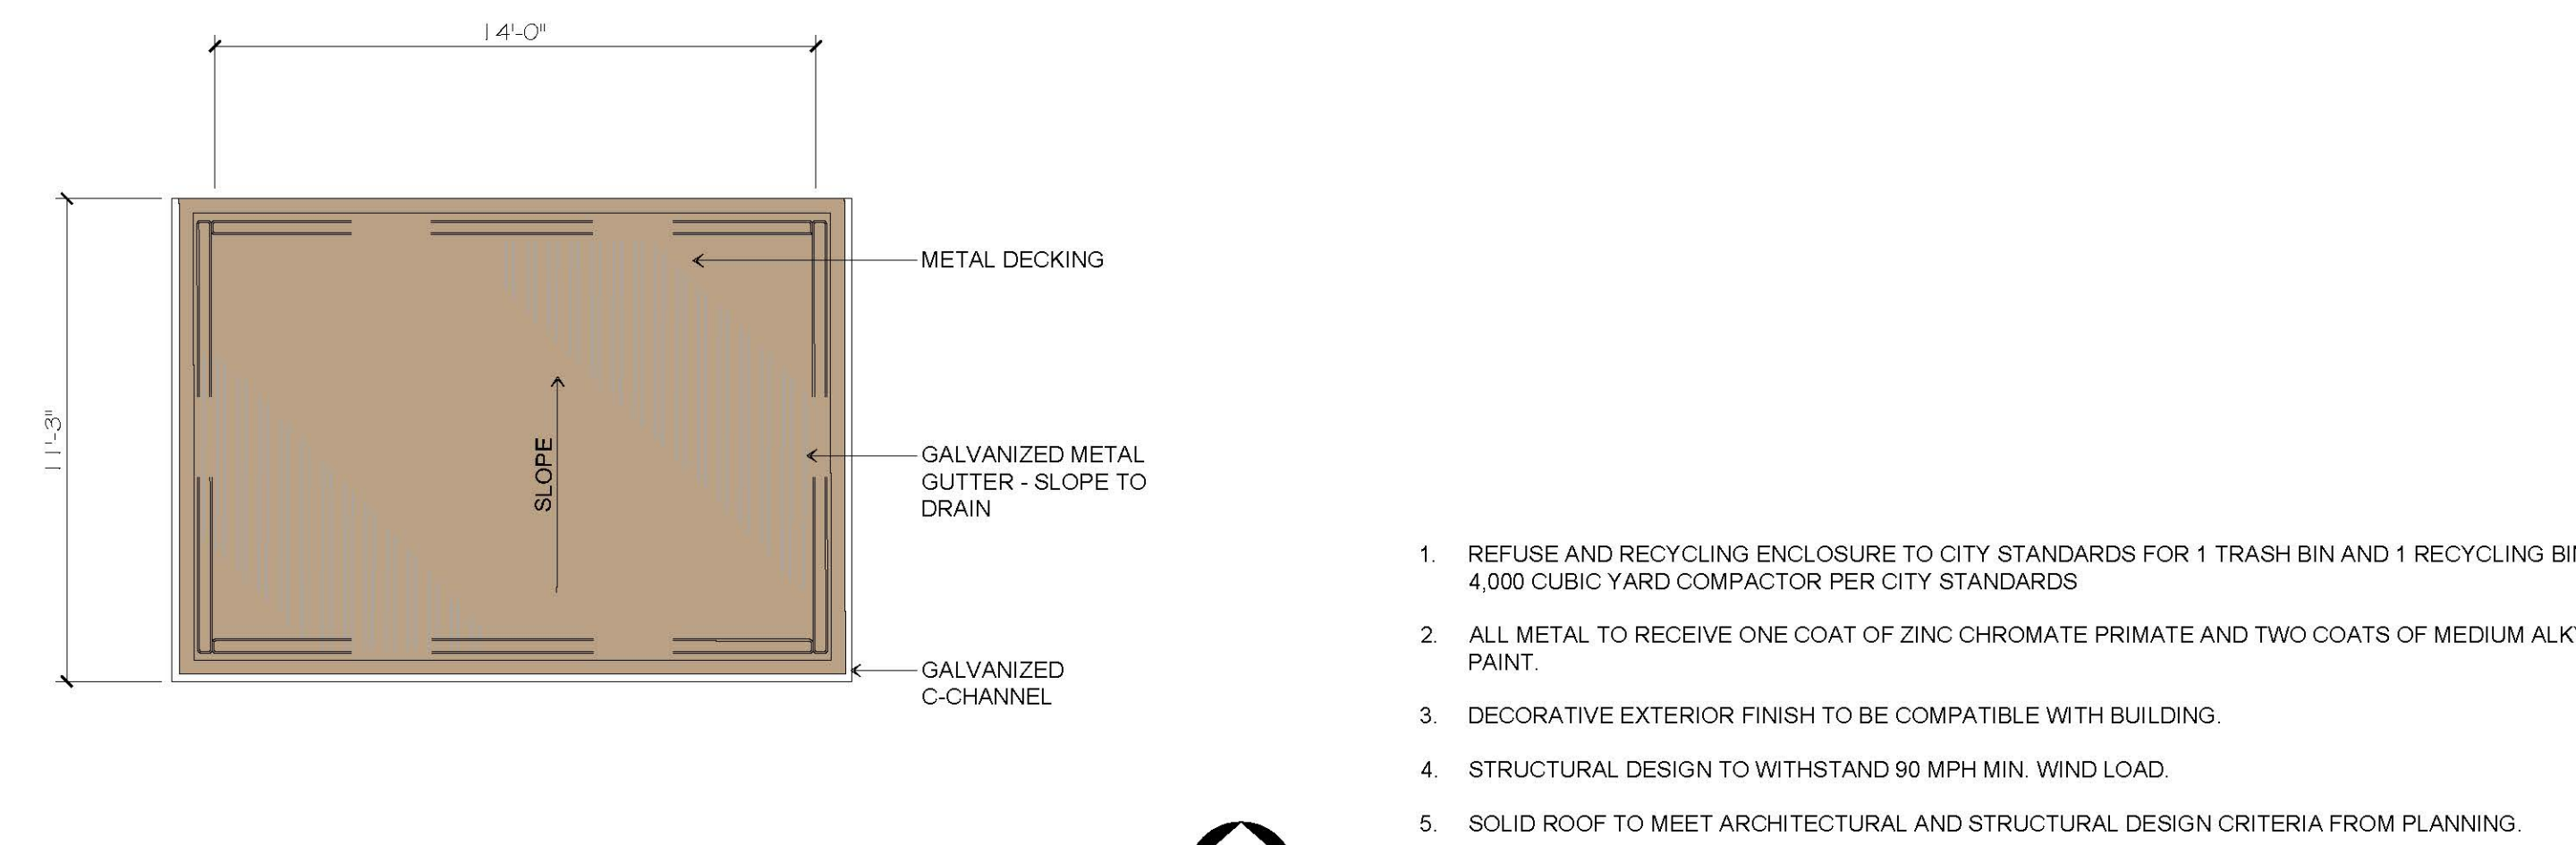 14'-0"
METAL DECKING
11'-3"
SLOPE
GALVANIZED METAL
GUTTER - SLOPE TO
DRAIN
GALVANIZED
C-CHANNEL
1. REFUSE AND RECYCLING ENCLOSURE TO CITY STANDARDS FOR 1 TRASH BIN AND 1 RECYCLING
4,000 CUBIC YARD COMPACTOR PER CITY STANDARDS
2. ALL METAL TO RECEIVE ONE COAT OF ZINC CHROMATE PRIMATE AND TWO COATS OF MEDIUM
PAINT.
3. DECORATIVE EXTERIOR FINISH TO BE COMPATIBLE WITH BUILDING.
4. STRUCTURAL DESIGN TO WITHSTAND 90 MPH MIN. WIND LOAD.
5. SOLID ROOF TO MEET ARCHITECTURAL AND STRUCTURAL DESIGN CRITERIA FROM PLANNING.